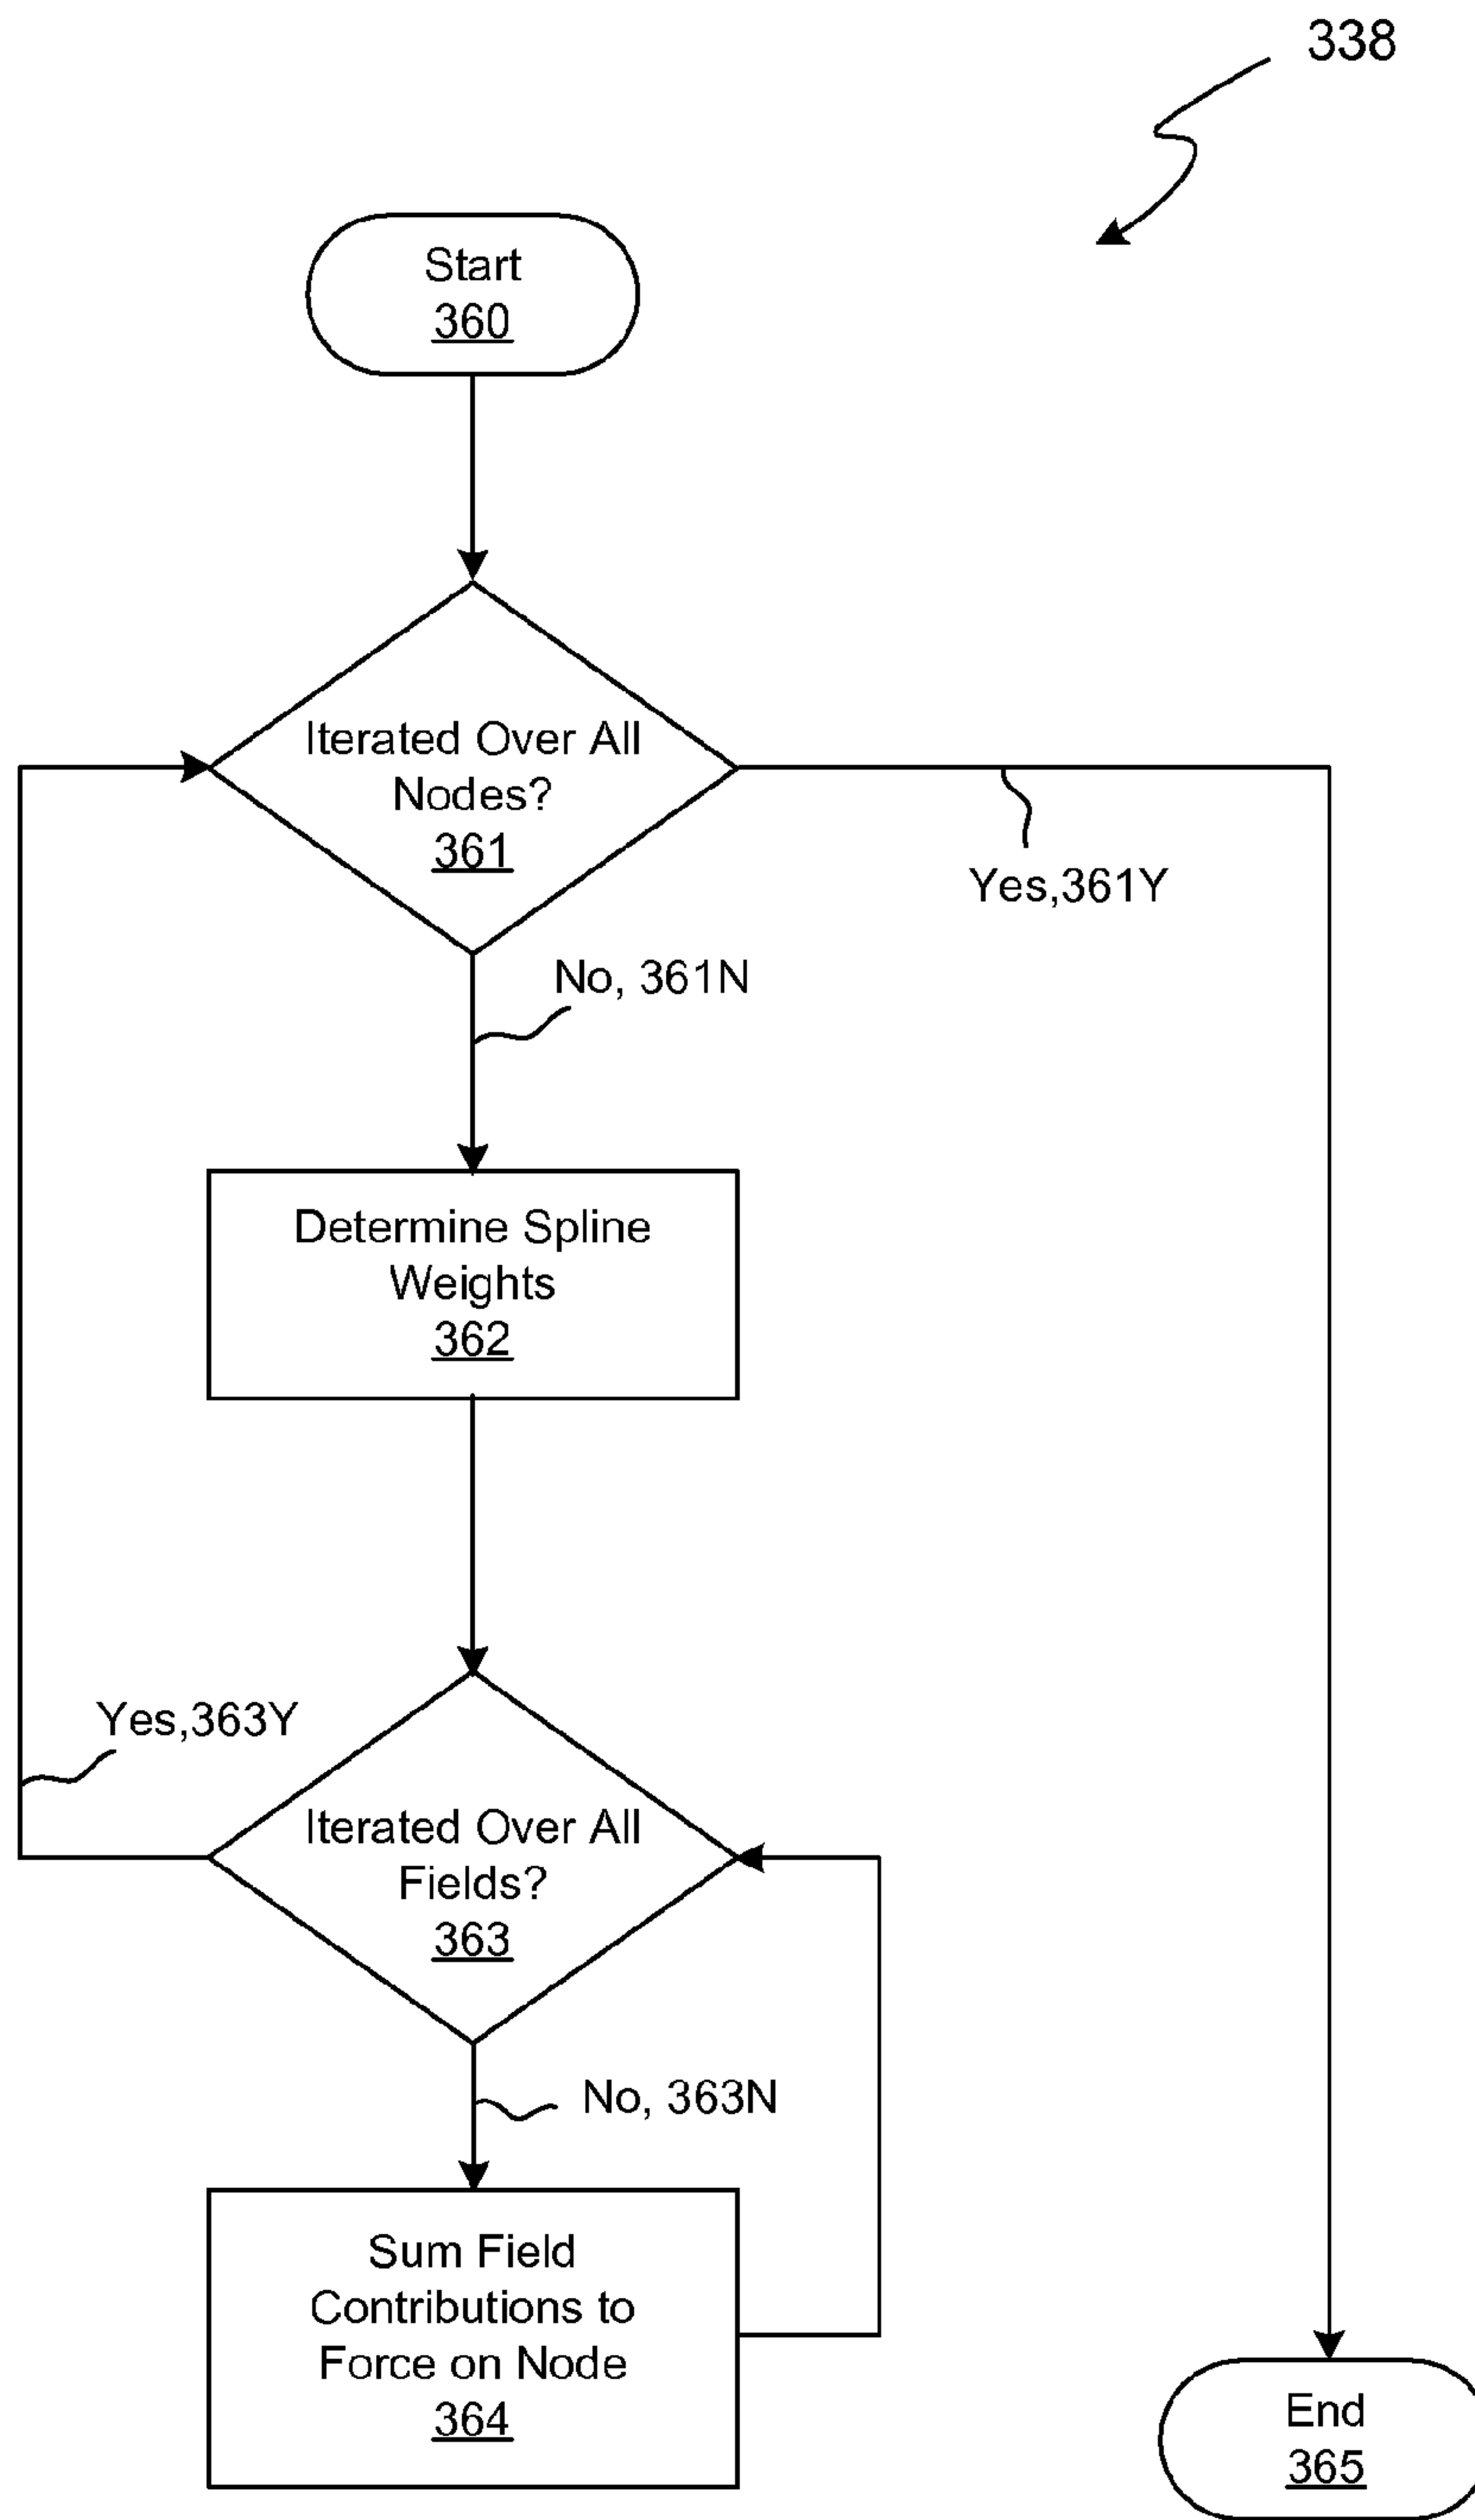 338
Start
360
Iterated Over All
Nodes?
361
Yes,361Y
No, 361N
Determine Spline
Weights
362
Yes,363Y
Iterated Over All
Fields?
363
No, 363N
Sum Field
Contributions to
Force on Node
364
End
365